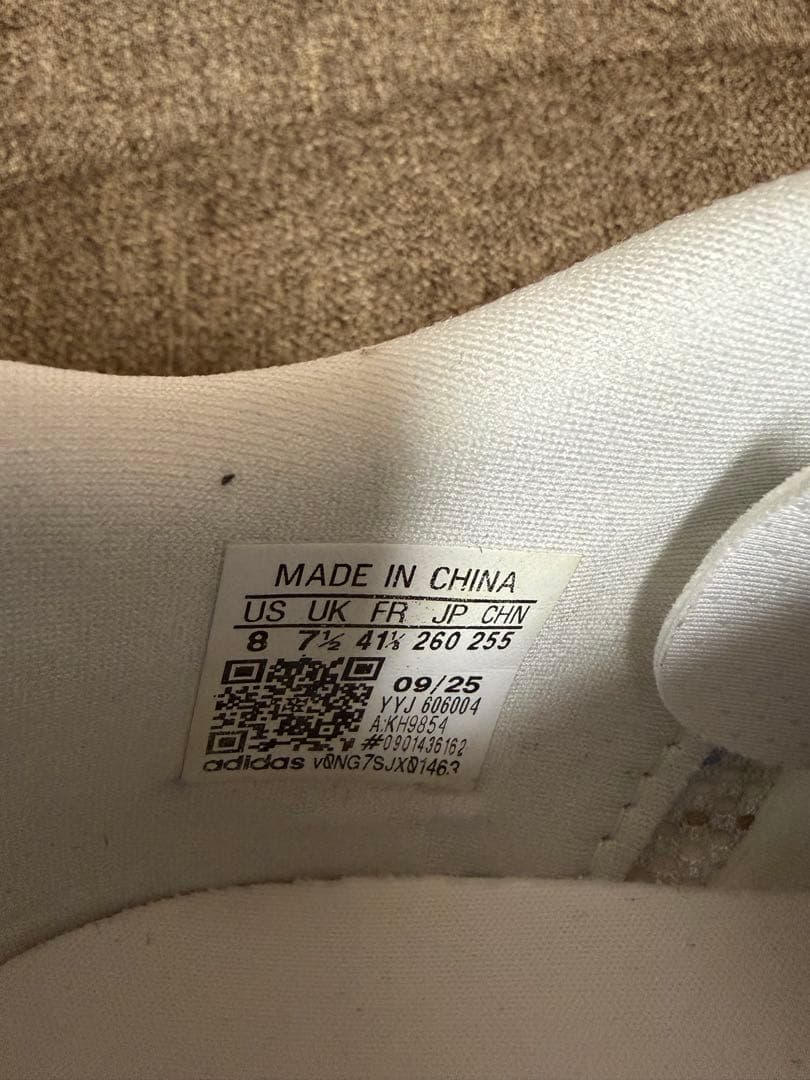 MADE IN CHINA
US UK FR JP CHN
8 7½ 41⅓ 260 255
09/25
YYJ 606004
A:KH9854
#0901436162
adidas vQNG7SJXQ1463